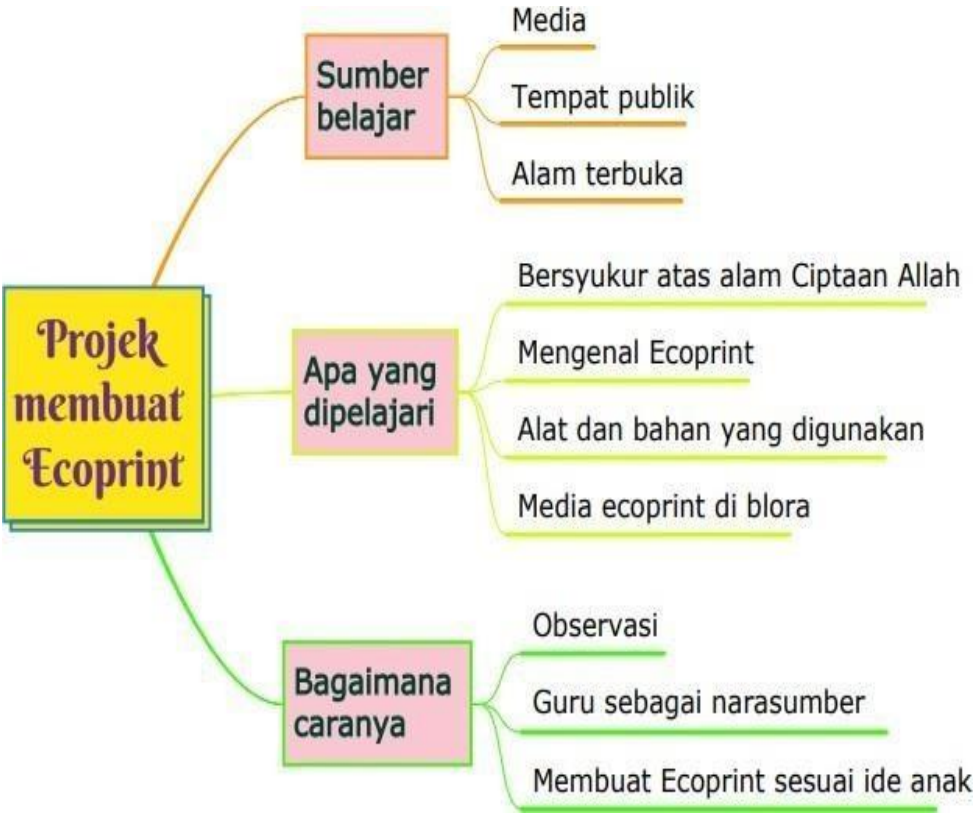 Projek
membuat
Ecoprint
Sumber
belajar
Media
Tempat publik
Alam terbuka
Apa yang
dipelajari
Bersyukur atas alam Ciptaan Allah
Mengenal Ecoprint
Alat dan bahan yang digunakan
Media ecoprint di blora
Bagaimana
caranya
Observasi
Guru sebagai narasumber
Membuat Ecoprint sesuai ide anak